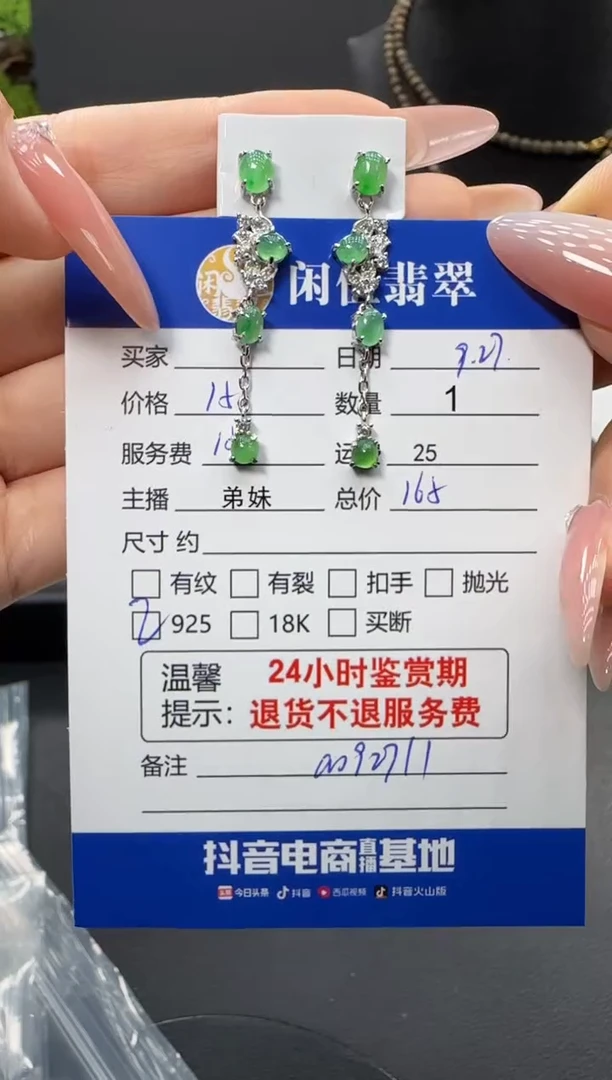 闲 翡翠
买家
日期 9.27.
价格
数量 1
服务费
运 25
主播 弟妹
总价 168
尺寸 约
有纹 有裂 扣手 抛光
925 18K 买断
温馨 24小时鉴赏期
提示: 退货不退服务费
备注
抖音电商直播基地
今日头条 抖音 西瓜视频 抖音火山版